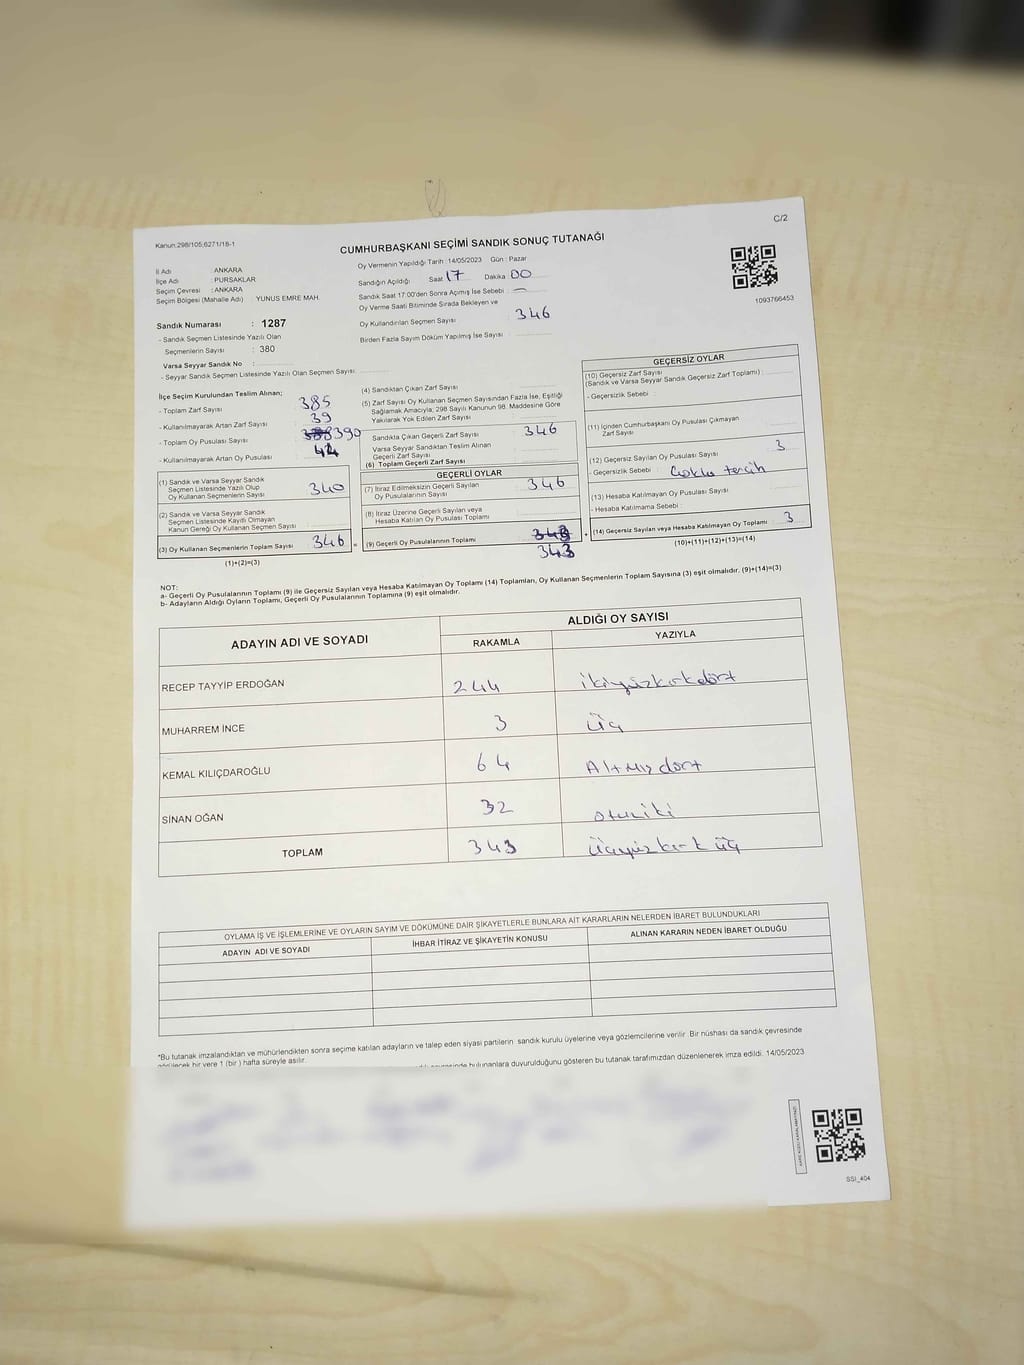 C/2
Kanun:298/105;6271/18-1
CUMHURBAŞKANI SEÇİMİ SANDIK SONUÇ TUTANAĞI
İl Adı : ANKARA
İlçe Adı : PURSAKLAR
Seçim Çevresi : ANKARA
Seçim Bölgesi (Mahalle Adı) YUNUS EMRE MAH.
Sandık Numarası : 1287
- Sandık Seçmen Listesinde Yazılı Olan
Seçmenlerin Sayısı : 380
Varsa Seyyar Sandık No :
- Seyyar Sandık Seçmen Listesinde Yazılı Olan Seçmen Sayısı:
Oy Vermenin Yapıldığı Tarih : 14/05/2023 Gün : Pazar
Sandığın Açıldığı Saat 17 Dakika 00
Sandık Saat 17:00'den Sonra Açımış İse Sebebi :
Oy Verme Saati Bitiminde Sırada Bekleyen ve
Oy Kullandırılan Seçmen Sayısı 346
Birden Fazla Sayım Döküm Yapılmış İse Sayısı
1093766453
İlçe Seçim Kurulundan Teslim Alınan;
- Toplam Zarf Sayısı 385
- Kullanılmayarak Artan Zarf Sayısı 39
- Toplam Oy Pusulası Sayısı 390
- Kullanılmayarak Artan Oy Pusulası 44
(1) Sandık ve Varsa Seyyar Sandık
Seçmen Listesinde Yazılı Olup
Oy Kullanan Seçmenlerin Sayısı 340
(2) Sandık ve Varsa Seyyar Sandık
Seçmen Listesinde Kayıtlı Olmayan
Kanun Gereği Oy Kullanan Seçmen Sayısı
(3) Oy Kullanan Seçmenlerin Toplam Sayısı 346
(1)+(2)=(3)
(4) Sandıktan Çıkan Zarf Sayısı
(5) Zarf Sayısı Oy Kullanan Seçmen Sayısından Fazla İse, Eşitliği
Sağlamak Amacıyla; 298 Sayılı Kanunun 98. Maddesine Göre
Yakılarak Yok Edilen Zarf Sayısı
Sandıkta Çıkan Geçerli Zarf Sayısı 346
Varsa Seyyar Sandıktan Teslim Alınan
Geçerli Zarf Sayısı
(6) Toplam Geçerli Zarf Sayısı
GEÇERLİ OYLAR
(7) İtiraz Edilmeksizin Geçerli Sayılan
Oy Pusulalarının Sayısı 346
(8) İtiraz Üzerine Geçerli Sayılan veya
Hesaba Katılan Oy Pusulası Toplamı
= (9) Geçerli Oy Pusulalarının Toplamı
343
GEÇERSİZ OYLAR
(10) Geçersiz Zarf Sayısı
(Sandık ve Varsa Seyyar Sandık Geçersiz Zarf Toplamı) :
- Geçersizlik Sebebi :
(11) İçinden Cumhurbaşkanı Oy Pusulası Çıkmayan
Zarf Sayısı
(12) Geçersiz Sayılan Oy Pusulası Sayısı 3
- Geçersizlik Sebebi : Çoklu tercih
(13) Hesaba Katılmayan Oy Pusulası Sayısı
- Hesaba Katılmama Sebebi :
+ (14) Geçersiz Sayılan veya Hesaba Katılmayan Oy Toplamı 3
(10)+(11)+(12)+(13)=(14)
NOT:
a- Geçerli Oy Pusulalarının Toplamı (9) ile Geçersiz Sayılan veya Hesaba Katılmayan Oy Toplamı (14) Toplamları, Oy Kullanan Seçmenlerin Toplam Sayısına (3) eşit olmalıdır. (9)+(14)=(3)
b- Adayların Aldığı Oyların Toplamı, Geçerli Oy Pusulalarının Toplamına (9) eşit olmalıdır.
ADAYIN ADI VE SOYADI ALDIĞI OY SAYISI
RAKAMLA YAZIYLA
RECEP TAYYİP ERDOĞAN 244 ikiyüzkırkdört
MUHARREM İNCE 3 üç
KEMAL KILIÇDAROĞLU 64 Altmış dört
SİNAN OĞAN 32 otuziki
TOPLAM 343 üçyüzkırk üç
OYLAMA İŞ VE İŞLEMLERİNE VE OYLARIN SAYIM VE DÖKÜMÜNE DAİR ŞİKAYETLERLE BUNLARA AİT KARARLARIN NELERDEN İBARET BULUNDUKLARI
ADAYIN ADI VE SOYADI İHBAR İTİRAZ VE ŞİKAYETİN KONUSU ALINAN KARARIN NEDEN İBARET OLDUĞU
*Bu tutanak imzalandıktan ve mühürlendikten sonra seçime katılan adayların ve talep eden siyasi partilerin sandık kurulu üyelerine veya gözlemcilerine verilir. Bir nüshası da sandık çevresinde
görülecek bir yere 1 (bir) hafta süreyle asılır.
bulunanlara duyurulduğunu gösteren bu tutanak tarafımızdan düzenlenerek imza edildi. 14/05/2023
SSI_404